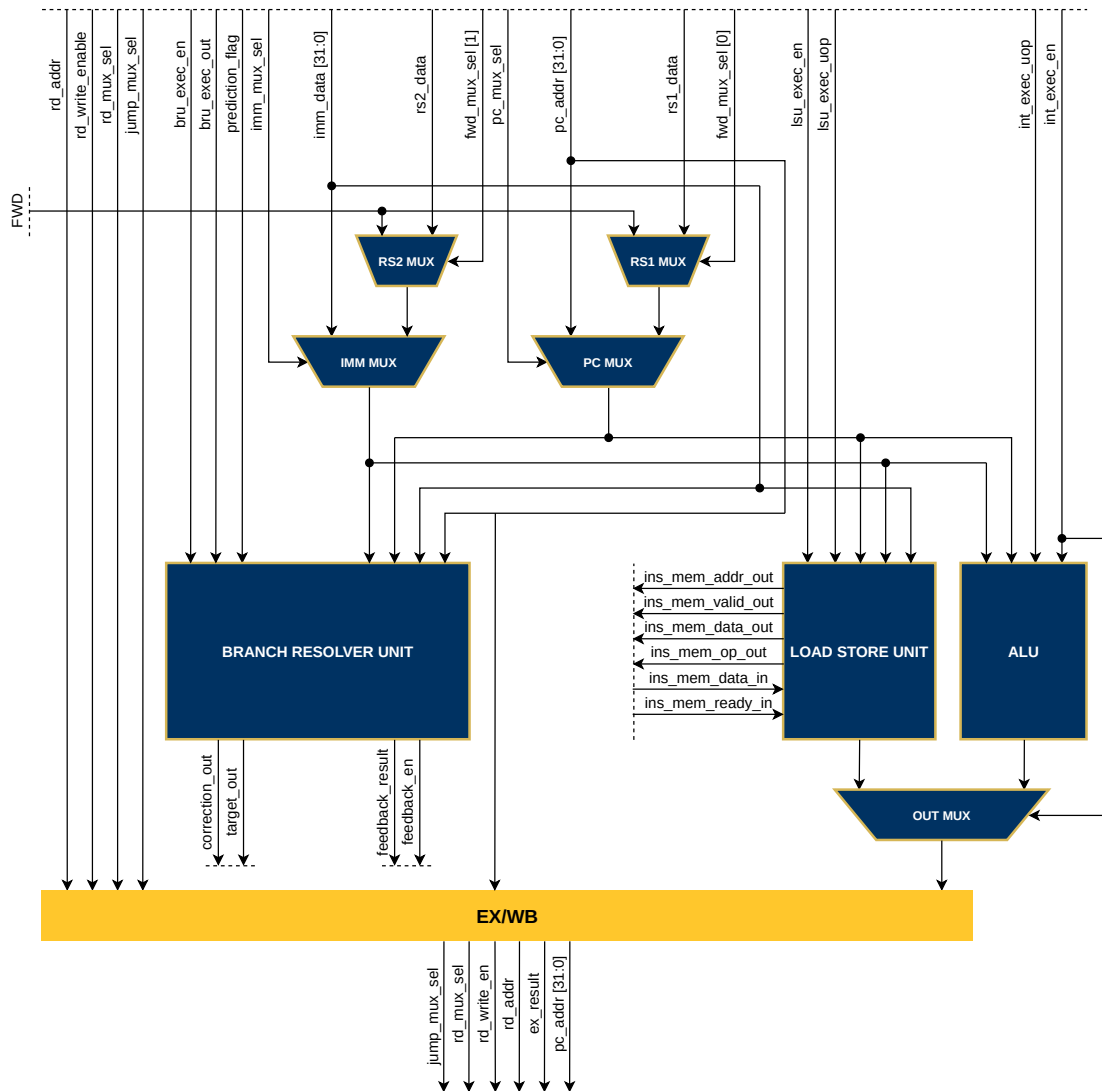 rd_addr
rd_write_enable
rd_mux_sel
jump_mux_sel
bru_exec_en
bru_exec_out
prediction_flag
imm_mux_sel
imm_data [31:0]
rs2_data
fwd_mux_sel [1]
pc_mux_sel
pc_addr [31:0]
rs1_data
fwd_mux_sel [0]
lsu_exec_en
lsu_exec_uop
int_exec_uop
int_exec_en
FWD
RS2 MUX
RS1 MUX
IMM MUX
PC MUX
ins_mem_addr_out
ins_mem_valid_out
ins_mem_data_out
ins_mem_op_out
ins_mem_data_in
ins_mem_ready_in
BRANCH RESOLVER UNIT
LOAD STORE UNIT
ALU
correction_out
target_out
feedback_result
feedback_en
OUT MUX
EX/WB
jump_mux_sel
rd_mux_sel
rd_write_en
rd_addr
ex_result
pc_addr [31:0]